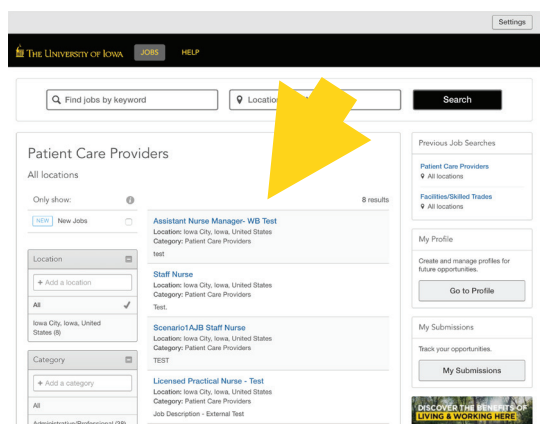 Settings
THE UNIVERSITY OF IOWA
JOBS
HELP
Find jobs by keyword
Locatio
Search
Patient Care Providers
All locations
Only show:
8 results
NEW New Jobs
Location
+ Add a location
All
Iowa City, Iowa, United
States (8)
Category
+ Add a category
All
Administrative/Professional (38)
Assistant Nurse Manager- WB Test
Location: Iowa City, Iowa, United States
Category: Patient Care Providers
test
Staff Nurse
Location: Iowa City, Iowa, United States
Category: Patient Care Providers
Test.
Scenario1AJB Staff Nurse
Location: Iowa City, Iowa, United States
Category: Patient Care Providers
TEST
Licensed Practical Nurse - Test
Location: Iowa City, Iowa, United States
Category: Patient Care Providers
Job Description - External Test
Previous Job Searches
Patient Care Providers
All locations
Facilities/Skilled Trades
All locations
My Profile
Create and manage profiles for
future opportunities.
Go to Profile
My Submissions
Track your opportunities.
My Submissions
DISCOVER THE BENEFITS OF
LIVING & WORKING HERE